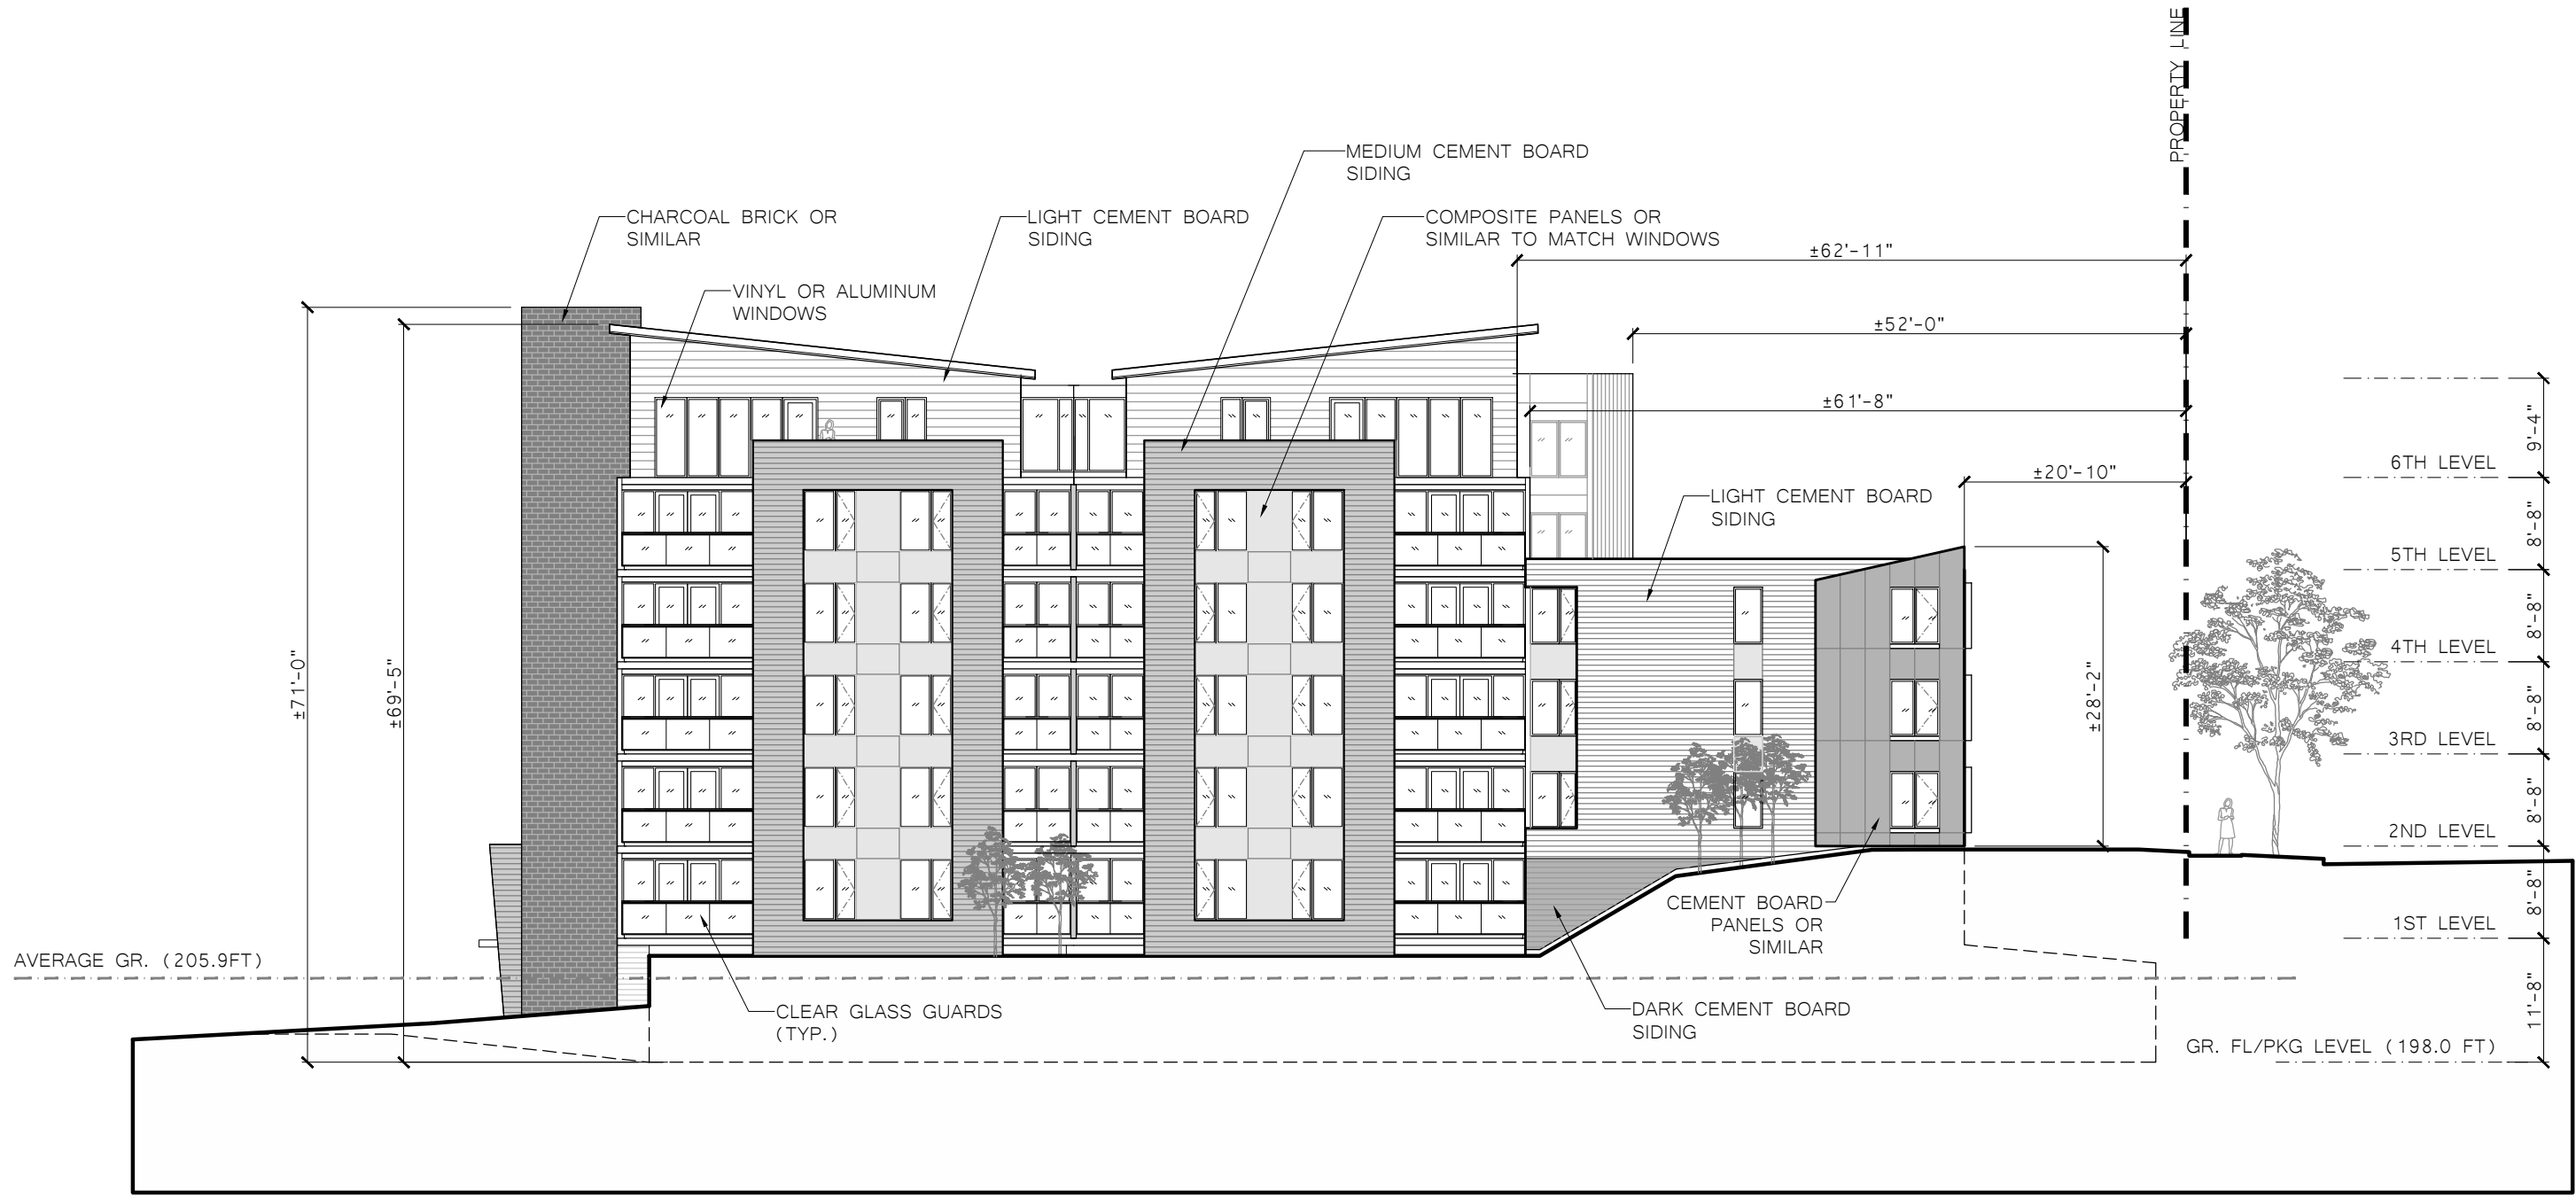 PROPERTY LINE
MEDIUM CEMENT BOARD
SIDING
CHARCOAL BRICK OR
SIMILAR
LIGHT CEMENT BOARD
SIDING
COMPOSITE PANELS OR
SIMILAR TO MATCH WINDOWS
±62'-11"
VINYL OR ALUMINUM
WINDOWS
±52'-0"
±61'-8"
9'-4"
6TH LEVEL
±20'-10"
LIGHT CEMENT BOARD
SIDING
8'-8"
5TH LEVEL
8'-8"
4TH LEVEL
±71'-0"
±69'-5"
±28'-2"
8'-8"
3RD LEVEL
8'-8"
2ND LEVEL
8'-8"
CEMENT BOARD
PANELS OR
SIMILAR
1ST LEVEL
AVERAGE GR. (205.9FT)
11'-8"
CLEAR GLASS GUARDS
(TYP.)
DARK CEMENT BOARD
SIDING
GR. FL/PKG LEVEL (198.0 FT)